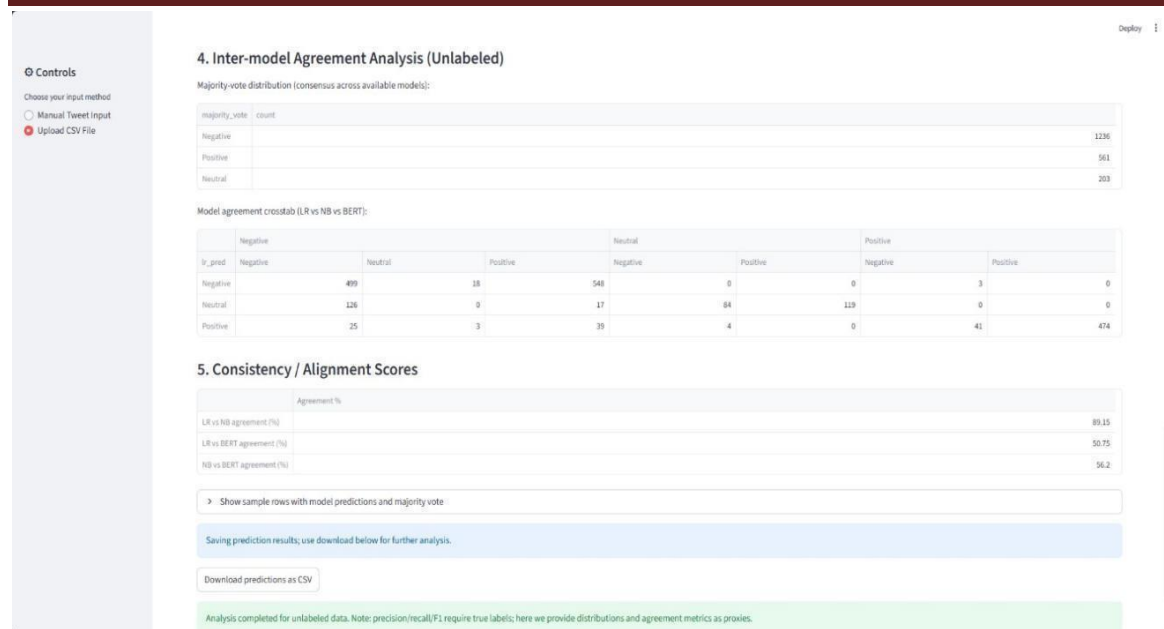 Deploy
Controls
Choose your input method
Manual Tweet Input
Upload CSV File
4. Inter-model Agreement Analysis (Unlabeled)
Majority-vote distribution (consensus across available models):
majority_vote count
Negative 1236
Positive 561
Neutral 203
Model agreement crosstab (LR vs NB vs BERT):
Negative Neutral Positive
lr_pred Negative Neutral Positive Negative Positive Negative Positive
Negative 499 18 548 0 0 3 0
Neutral 126 0 17 84 119 0 0
Positive 25 3 39 4 0 41 474
5. Consistency / Alignment Scores
Agreement %
LR vs NB agreement (%) 89.15
LR vs BERT agreement (%) 50.75
NB vs BERT agreement (%) 56.2
Show sample rows with model predictions and majority vote
Saving prediction results; use download below for further analysis.
Download predictions as CSV
Analysis completed for unlabeled data. Note: precision/recall/F1 require true labels; here we provide distributions and agreement metrics as proxies.